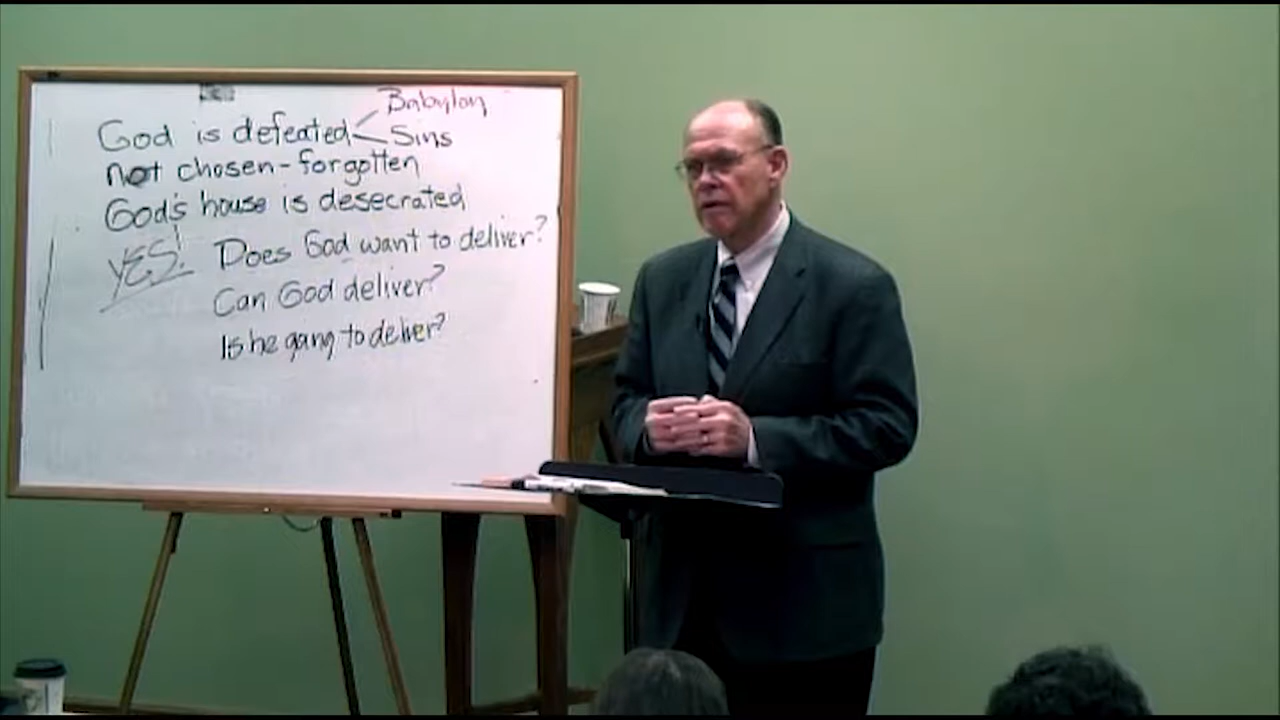 Babylon
God is defeated < Sins
not chosen - forgotten
God's house is desecrated
YES! Does God want to deliver?
Can God deliver?
Is he gang to deliver?